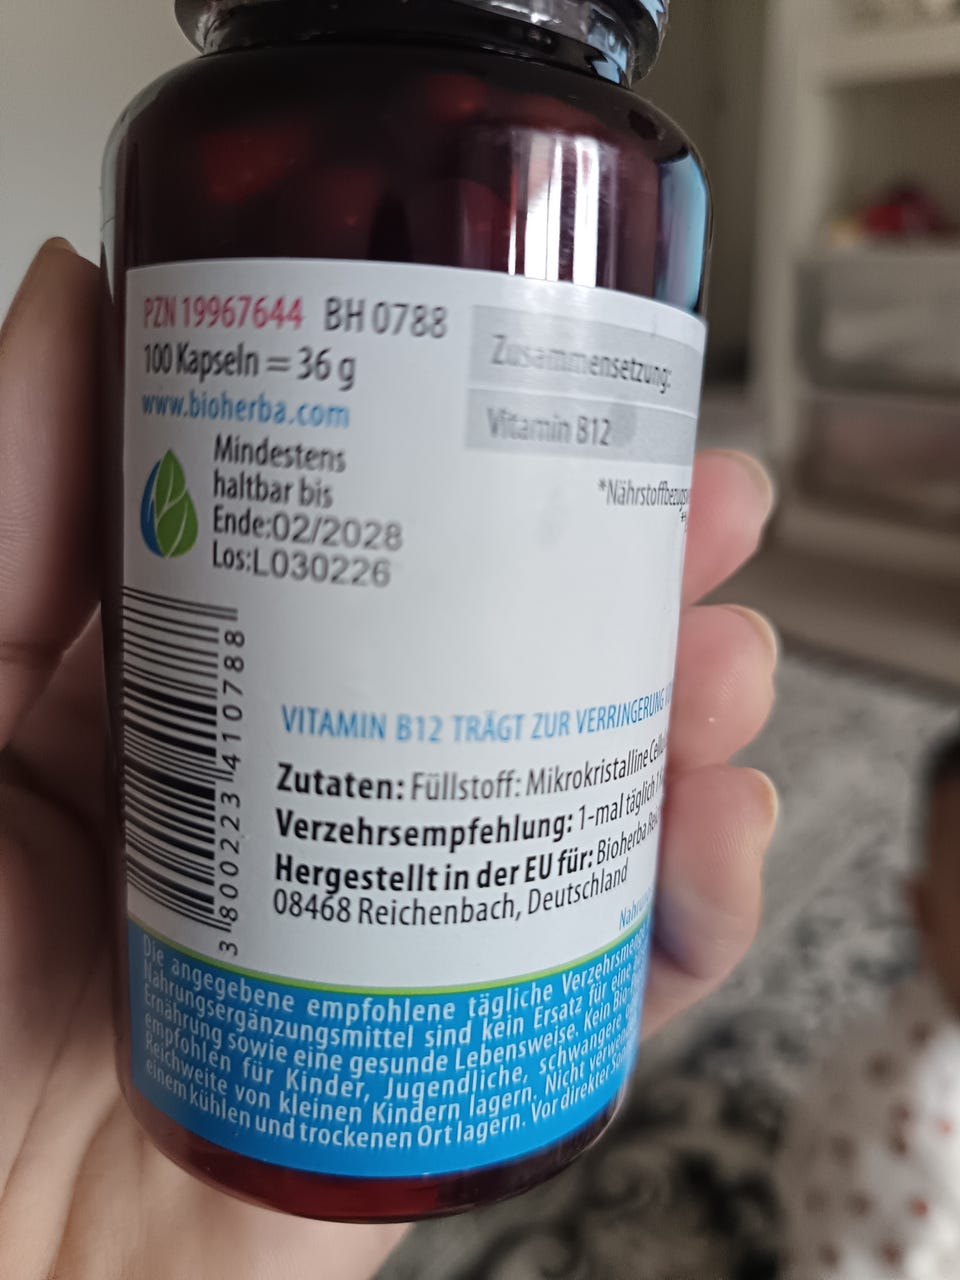 PZN 19967644 BH 0788
100 Kapseln = 36 g
www.bioherba.com
Mindestens
haltbar bis
Ende:02/2028
Los:L030226
3 800223 410788
Zusammensetzung:
Vitamin B12
VITAMIN B12 TRÄGT ZUR VERRINGERUNG
Zutaten: Füllstoff: Mikrokristalline
Verzehrsempfehlung: 1-mal täglich 1
Hergestellt in der EU für: Bioherba
08468 Reichenbach, Deutschland
Die angegebene empfohlene tägliche
Nahrungsergänzungsmittel sind kein Ersatz für eine
Ernährung sowie eine gesunde Lebensweise. Kein
empfohlen für Kinder, Jugendliche, schwangere
Reichweite von kleinen Kindern lagern. Nicht
einem kühlen und trockenen Ort lagern. Vor direkter